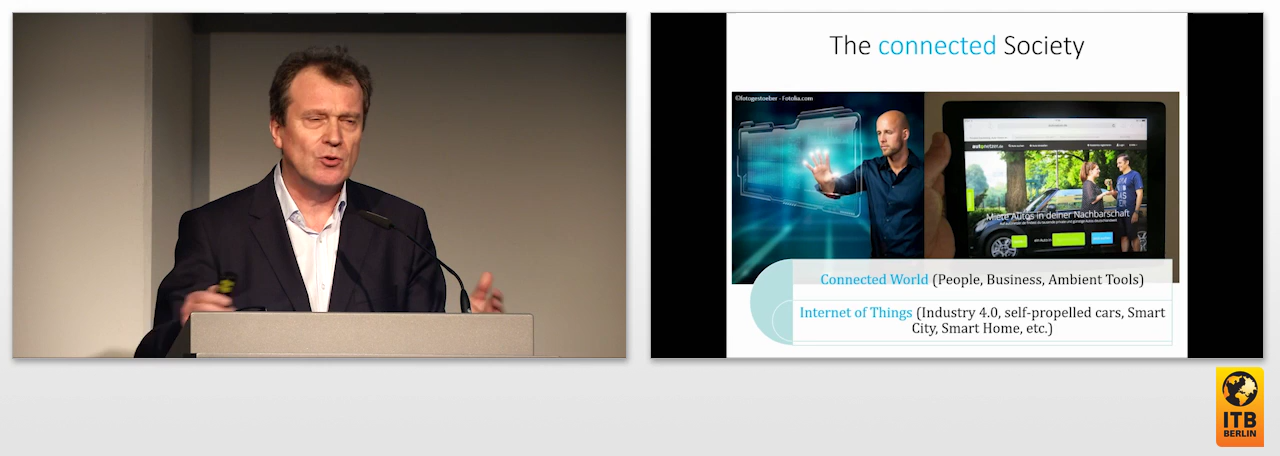 The connected Society
©fotogestoeber - Fotolia.com
autonetzer.de
Miete Autos in deiner Nachbarschaft
Connected World (People, Business, Ambient Tools)
Internet of Things (Industry 4.0, self-propelled cars, Smart
City, Smart Home, etc.)
ITB
BERLIN